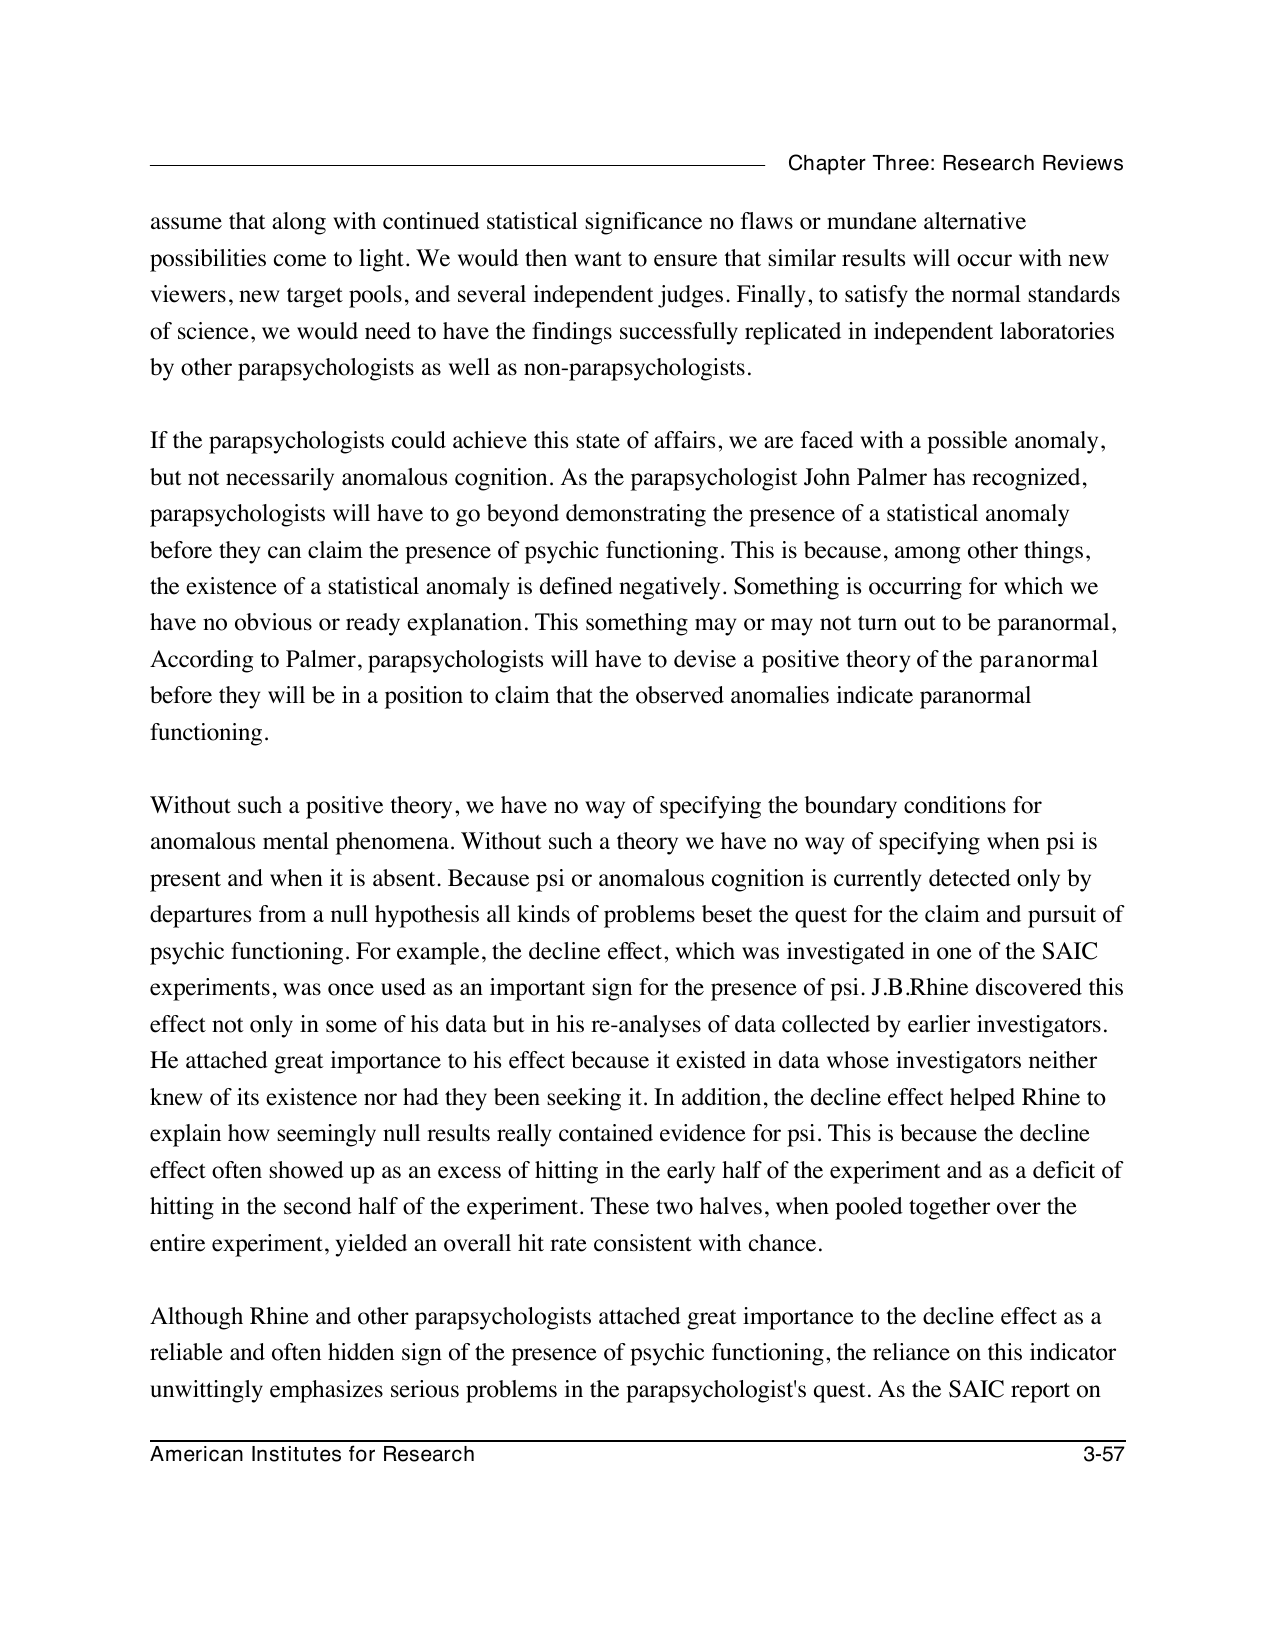 Chapter Three: Research Reviews
assume that along with continued statistical significance no flaws or mundane alternative
possibilities come to light. We would then want to ensure that similar results will occur with new
viewers, new target pools, and several independent judges. Finally, to satisfy the normal standards
of science, we would need to have the findings successfully replicated in independent laboratories
by other parapsychologists as well as non-parapsychologists.
If the parapsychologists could achieve this state of affairs, we are faced with a possible anomaly,
but not necessarily anomalous cognition. As the parapsychologist John Palmer has recognized,
parapsychologists will have to go beyond demonstrating the presence of a statistical anomaly
before they can claim the presence of psychic functioning. This is because, among other things,
the existence of a statistical anomaly is defined negatively. Something is occurring for which we
have no obvious or ready explanation. This something may or may not turn out to be paranormal,
According to Palmer, parapsychologists will have to devise a positive theory of the paranormal
before they will be in a position to claim that the observed anomalies indicate paranormal
functioning.
Without such a positive theory, we have no way of specifying the boundary conditions for
anomalous mental phenomena. Without such a theory we have no way of specifying when psi is
present and when it is absent. Because psi or anomalous cognition is currently detected only by
departures from a null hypothesis all kinds of problems beset the quest for the claim and pursuit of
psychic functioning. For example, the decline effect, which was investigated in one of the SAIC
experiments, was once used as an important sign for the presence of psi. J.B.Rhine discovered this
effect not only in some of his data but in his re-analyses of data collected by earlier investigators.
He attached great importance to his effect because it existed in data whose investigators neither
knew of its existence nor had they been seeking it. In addition, the decline effect helped Rhine to
explain how seemingly null results really contained evidence for psi. This is because the decline
effect often showed up as an excess of hitting in the early half of the experiment and as a deficit of
hitting in the second half of the experiment. These two halves, when pooled together over the
entire experiment, yielded an overall hit rate consistent with chance.
Although Rhine and other parapsychologists attached great importance to the decline effect as a
reliable and often hidden sign of the presence of psychic functioning, the reliance on this indicator
unwittingly emphasizes serious problems in the parapsychologist's quest. As the SAIC report on
American Institutes for Research 3-57